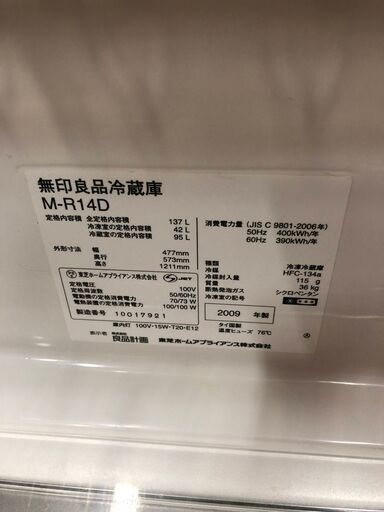 無印良品冷蔵庫
M-R14D
定格内容積 全定格内容積 137 L
冷凍室の定格内容積 42 L
冷蔵室の定格内容積 95 L
外形寸法 幅 477mm
奥行 573mm
高さ 1211mm
東芝ホームアプライアンス株式会社 JET
定格電圧 100V
定格周波数 50/60Hz
電動機の定格消費電力 70/73 W
電熱装置の定格消費電力 100/100 W
製造番号 10017921
消費電力量 (JIS C 9801-2006年)
50Hz 400kWh/年
60Hz 390kWh/年
種類 冷凍冷蔵庫
冷媒 HFC-134a
冷媒封入量 115 g
質量 36 kg
断熱発泡ガス シクロペンタン
冷凍室の記号
2009 年製
タイ国製
温度ヒューズ 76℃
庫内灯 100V・15W・T20・E12
表示者 株式会社 良品計画 東芝ホームアプライアンス株式会社